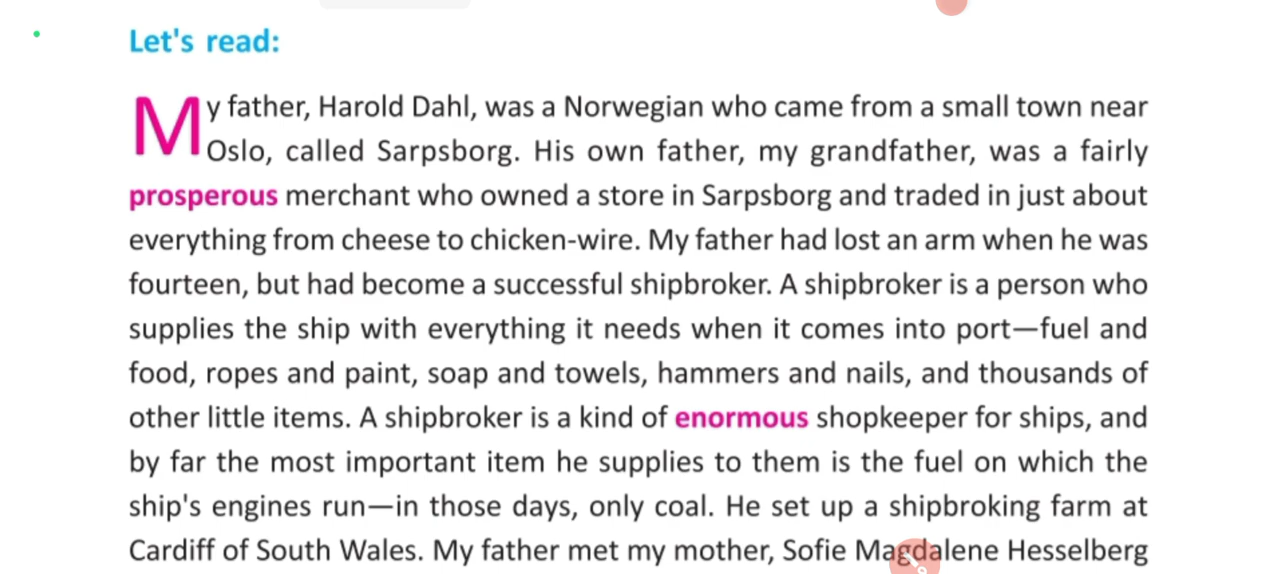 Let's read:
My father, Harold Dahl, was a Norwegian who came from a small town near
Oslo, called Sarpsborg. His own father, my grandfather, was a fairly
prosperous merchant who owned a store in Sarpsborg and traded in just about
everything from cheese to chicken-wire. My father had lost an arm when he was
fourteen, but had become a successful shipbroker. A shipbroker is a person who
supplies the ship with everything it needs when it comes into port—fuel and
food, ropes and paint, soap and towels, hammers and nails, and thousands of
other little items. A shipbroker is a kind of enormous shopkeeper for ships, and
by far the most important item he supplies to them is the fuel on which the
ship's engines run—in those days, only coal. He set up a shipbroking farm at
Cardiff of South Wales. My father met my mother, Sofie Magdalene Hesselberg